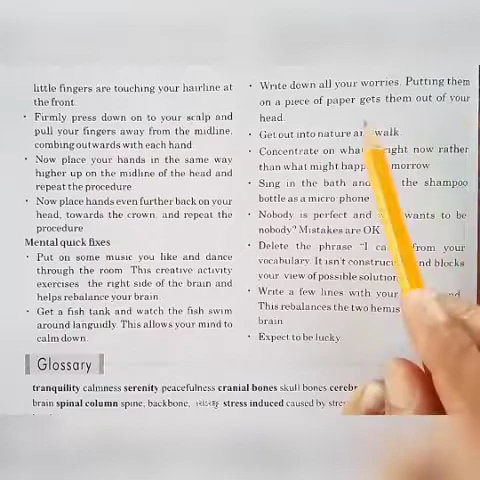 little fingers are touching your hairline at
the front.
• Firmly press down on to your scalp and
pull your fingers away from the midline,
combing outwards with each hand
• Now place your hands in the same way
higher up on the midline of the head and
repeat the procedure
• Now place hands even further back on your
head, towards the crown, and repeat the
procedure
Mental quick fixes
• Put on some music you like and dance
through the room This creative activity
exercises the right side of the brain and
helps rebalance your brain
• Get a fish tank and watch the fish swim
around languidly. This allows your mind to
calm down.
• Write down all your worries. Putting them
on a piece of paper gets them out of your
head.
• Get out into nature walk.
• Concentrate on right now rather
than what might morrow
• Sing in the bath and the shampoo
bottle as a micro phone
• Nobody is perfect and wants to be
nobody? Mistakes are OK
• Delete the phrase "I from your
vocabulary. It isn't and blocks
your view of possible
• Write a few lines with your
This rebalances the two
brain
• Expect to be lucky.
Glossary
tranquility calmness serenity peacefulness cranial bones skull bones
brain spinal column spine, backbone, stress induced caused by